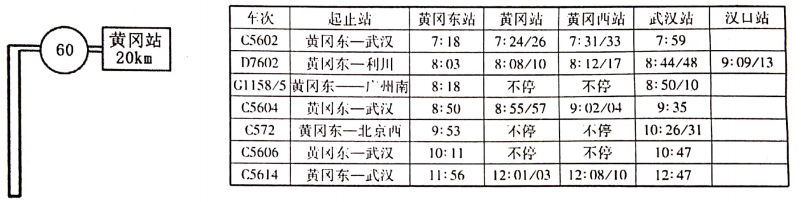 60
黄冈站
20km
车次 起止站 黄冈东站 黄冈站 黄冈西站 武汉站 汉口站
C5602 黄冈东—武汉 7:18 7:24/26 7:31/33 7:59
D7602 黄冈东—利川 8:03 8:08/10 8:12/17 8:44/48 9:09/13
G1158/5 黄冈东——广州南 8:18 不停 不停 8:50/10
C5604 黄冈东—武汉 8:50 8:55/57 9:02/04 9:35
C572 黄冈东—北京西 9:53 不停 不停 10:26/31
C5606 黄冈东—武汉 10:11 不停 不停 10:47
C5614 黄冈东—武汉 11:56 12:01/03 12:08/10 12:47